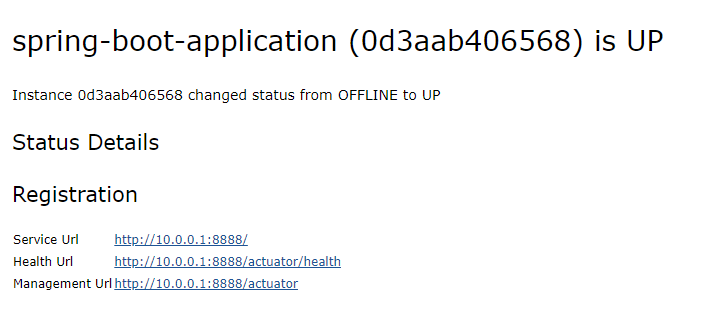 spring-boot-application (0d3aab406568) is UP
Instance 0d3aab406568 changed status from OFFLINE to UP
Status Details
Registration
Service Url http://10.0.0.1:8888/
Health Url http://10.0.0.1:8888/actuator/health
Management Url http://10.0.0.1:8888/actuator